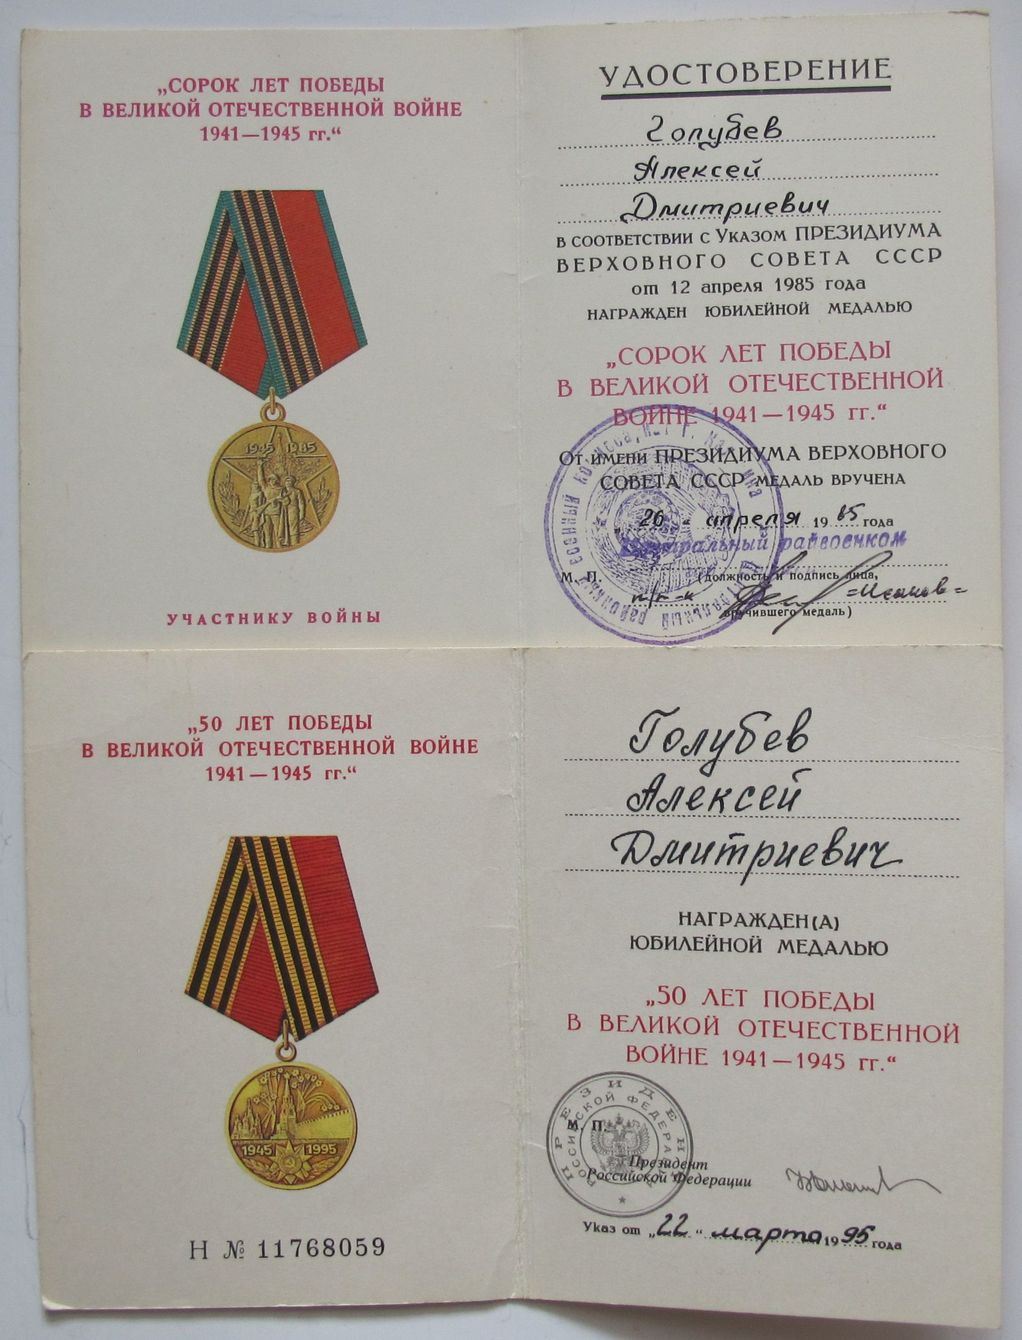 „СОРОК ЛЕТ ПОБЕДЫ
В ВЕЛИКОЙ ОТЕЧЕСТВЕННОЙ ВОЙНЕ
1941—1945 гг.“
1945 1985
УЧАСТНИКУ ВОЙНЫ
УДОСТОВЕРЕНИЕ
Голубев
Алексей
Дмитриевич
В СООТВЕТСТВИИ С УКАЗОМ ПРЕЗИДИУМА
ВЕРХОВНОГО СОВЕТА СССР
от 12 апреля 1985 года
НАГРАЖДЕН ЮБИЛЕЙНОЙ МЕДАЛЬЮ
„СОРОК ЛЕТ ПОБЕДЫ
В ВЕЛИКОЙ ОТЕЧЕСТВЕННОЙ
ВОЙНЕ 1941—1945 гг.“
ОТ ИМЕНИ ПРЕЗИДИУМА ВЕРХОВНОГО
СОВЕТА СССР МЕДАЛЬ ВРУЧЕНА
„26“ апреля 1985 года
Центральный райвоенком
М. П. (должность и подпись лица,
п/п-к
вручившего медаль)
„50 ЛЕТ ПОБЕДЫ
В ВЕЛИКОЙ ОТЕЧЕСТВЕННОЙ ВОЙНЕ
1941—1945 гг.“
1945 1995
Н № 11768059
Голубев
Алексей
Дмитриевич
НАГРАЖДЕН(А)
ЮБИЛЕЙНОЙ МЕДАЛЬЮ
„50 ЛЕТ ПОБЕДЫ
В ВЕЛИКОЙ ОТЕЧЕСТВЕННОЙ
ВОЙНЕ 1941—1945 гг.“
ПРЕЗИДЕНТ
РОССИЙСКОЙ ФЕДЕРАЦИИ
М. П.
Президент
Российской Федерации
Указ от „22“ марта 1995 года